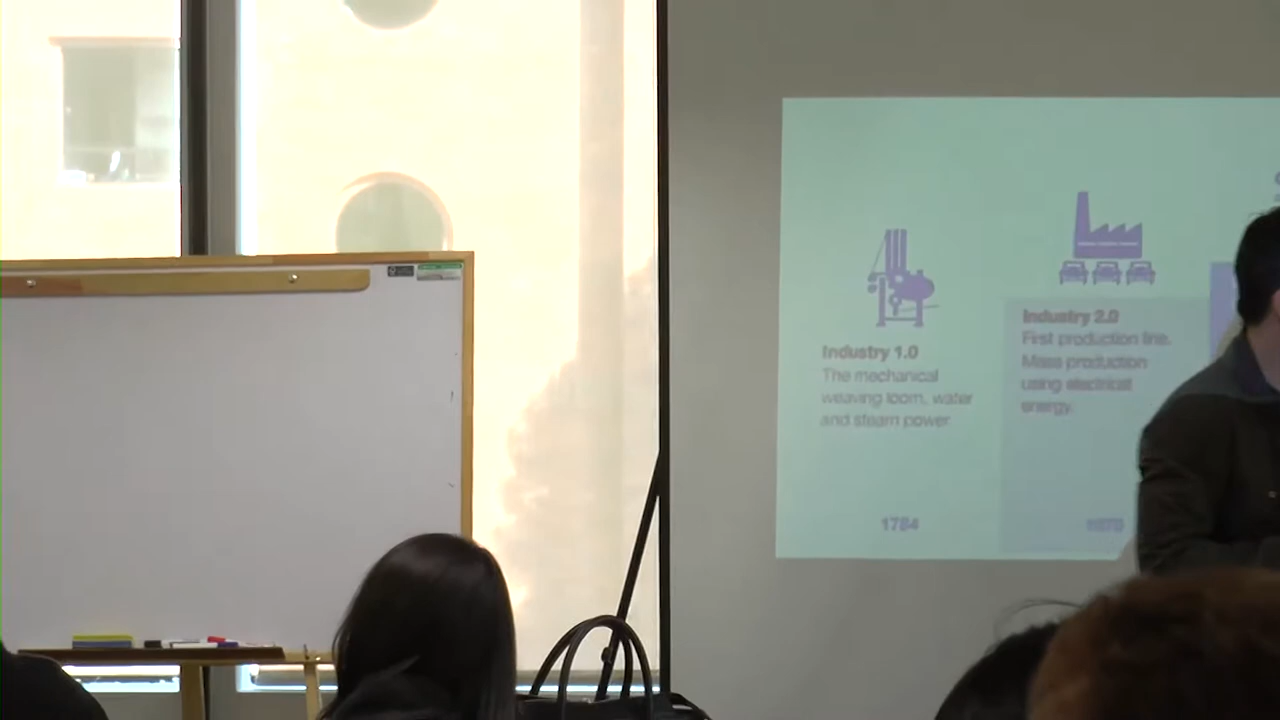 Industry 1.0
The mechanical
weaving loom, water
and steam power
1784
Industry 2.0
First production line.
Mass production
using electrical
energy.
1870